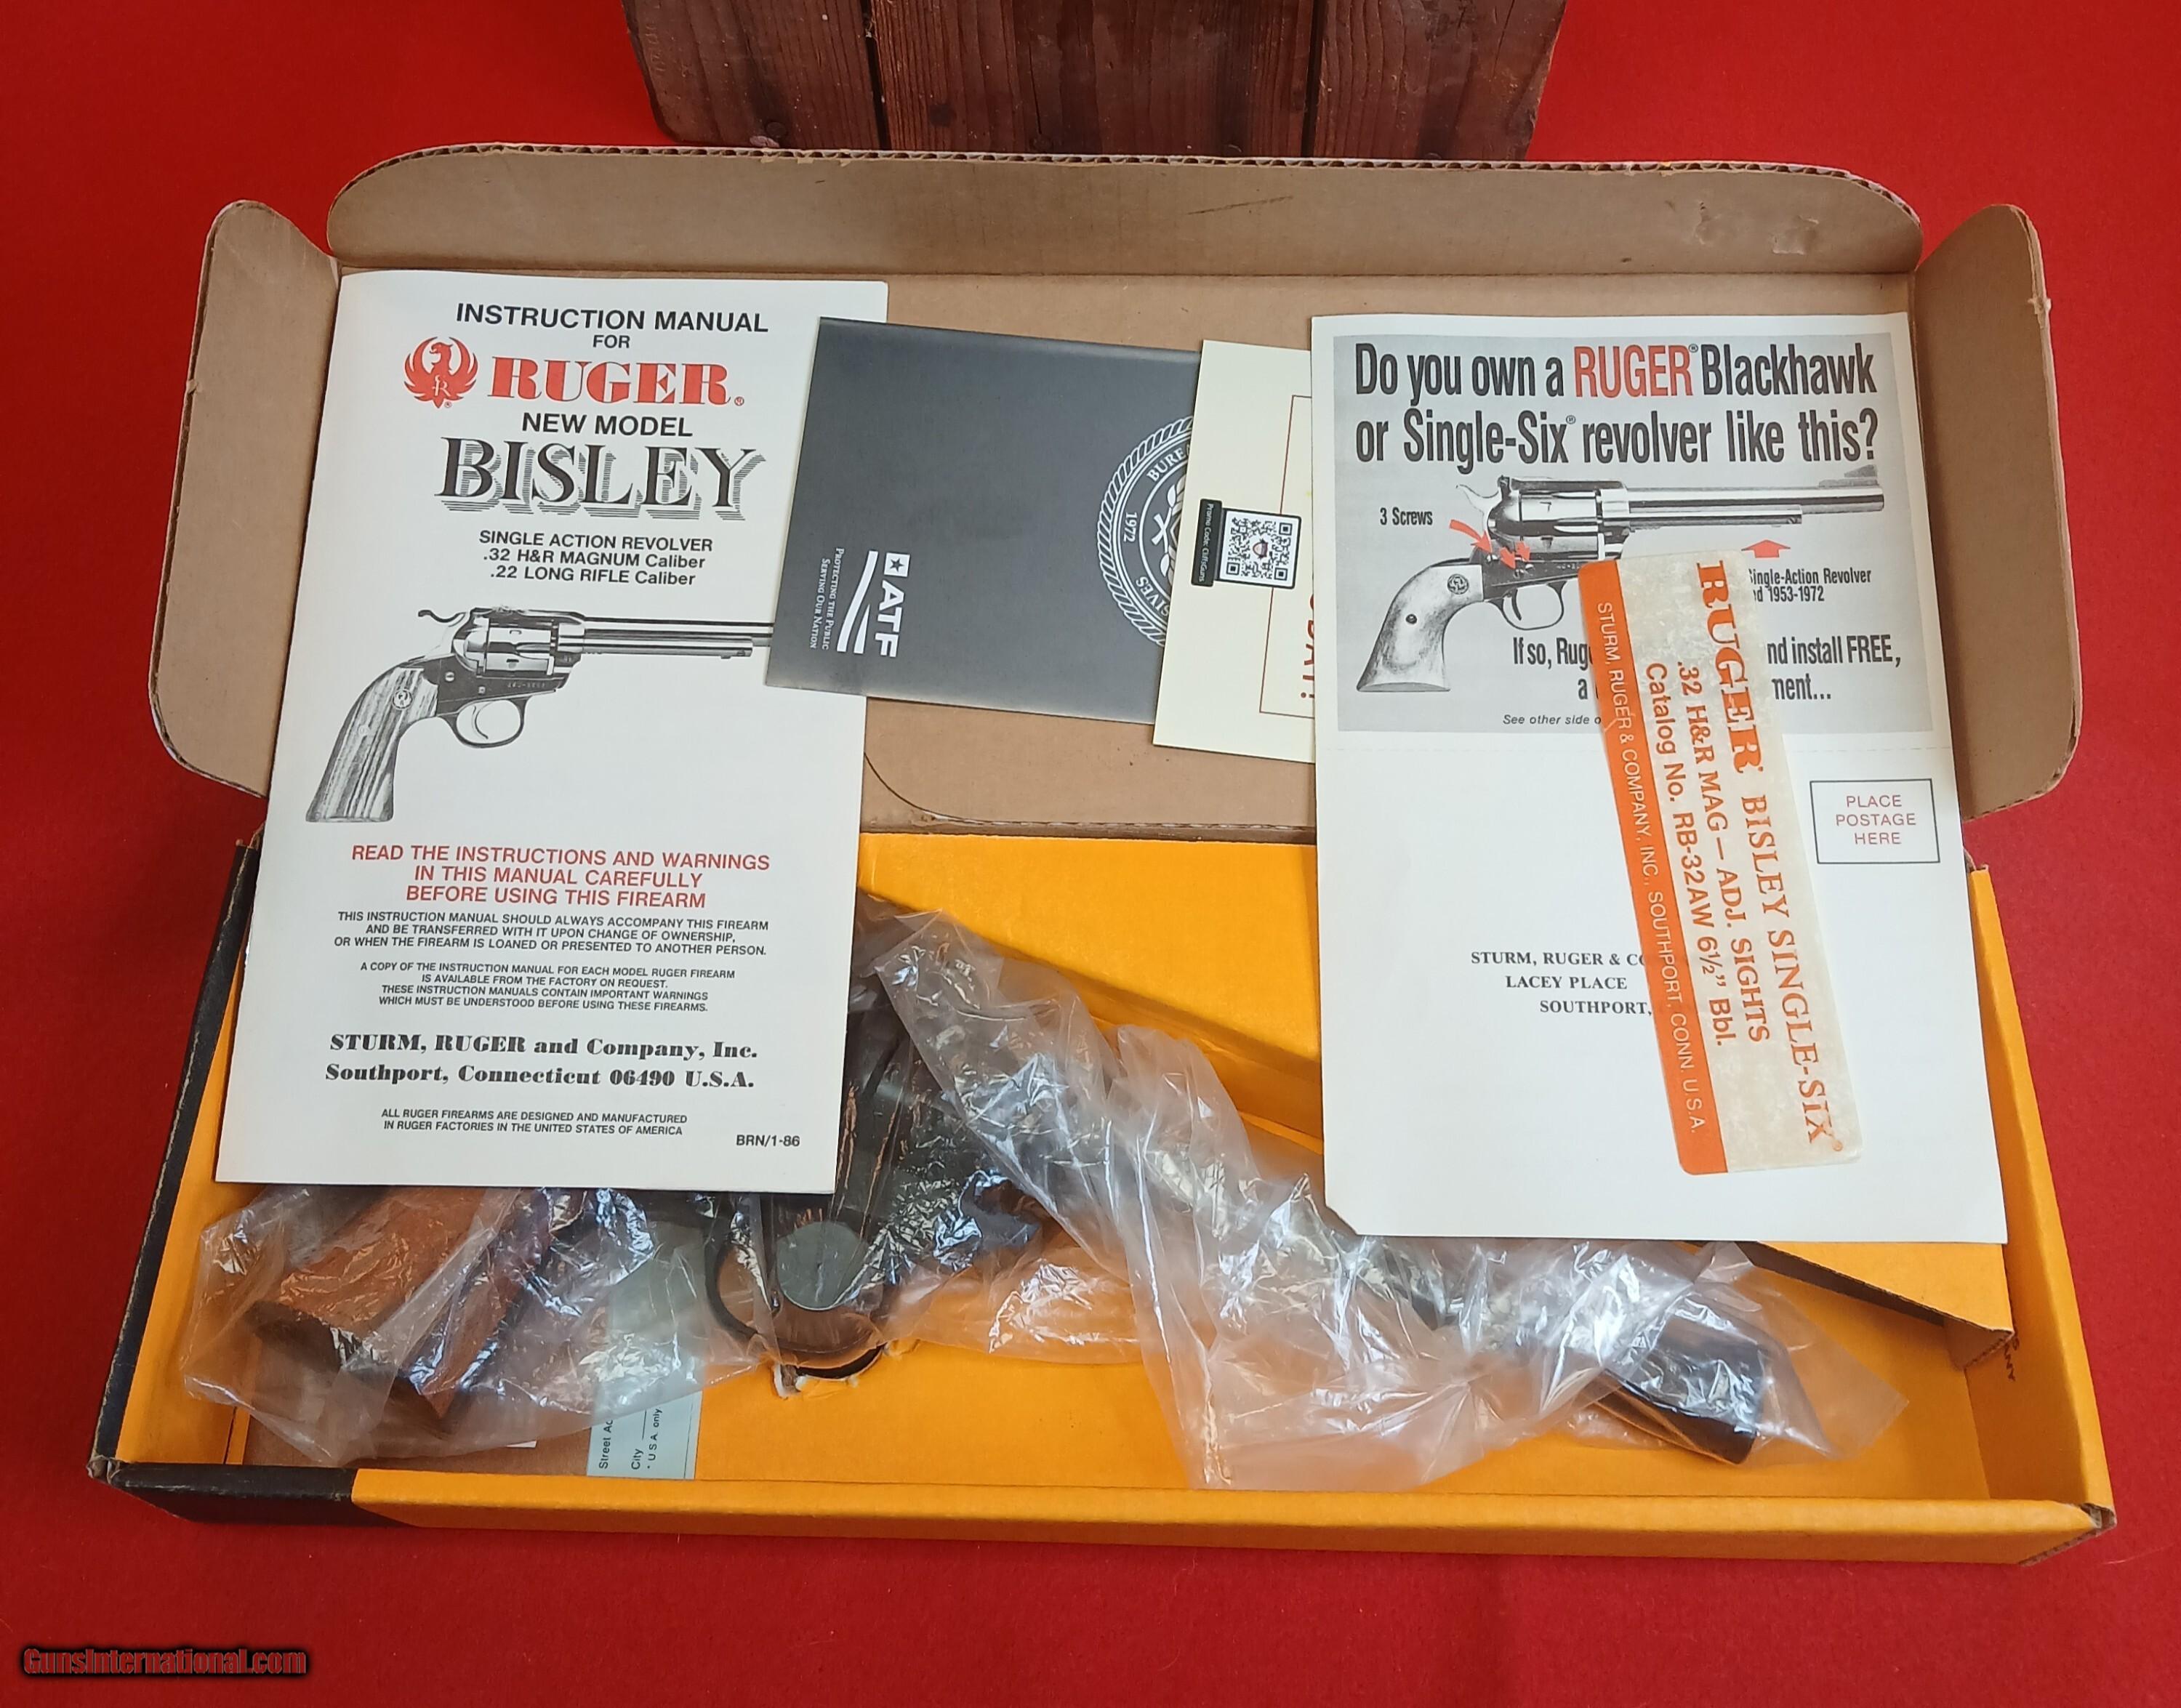 INSTRUCTION MANUAL
FOR
RUGER®
NEW MODEL
BISLEY
SINGLE ACTION REVOLVER
.32 H&R MAGNUM Caliber
.22 LONG RIFLE Caliber
READ THE INSTRUCTIONS AND WARNINGS
IN THIS MANUAL CAREFULLY
BEFORE USING THIS FIREARM
THIS INSTRUCTION MANUAL SHOULD ALWAYS ACCOMPANY THIS FIREARM
AND BE TRANSFERRED WITH IT UPON CHANGE OF OWNERSHIP,
OR WHEN THE FIREARM IS LOANED OR PRESENTED TO ANOTHER PERSON.
A COPY OF THE INSTRUCTION MANUAL FOR EACH MODEL RUGER FIREARM
IS AVAILABLE FROM THE FACTORY ON REQUEST.
THESE INSTRUCTION MANUALS CONTAIN IMPORTANT WARNINGS
WHICH MUST BE UNDERSTOOD BEFORE USING THESE FIREARMS.
STURM, RUGER and Company, Inc.
Southport, Connecticut 06490 U.S.A.
ALL RUGER FIREARMS ARE DESIGNED AND MANUFACTURED
IN RUGER FACTORIES IN THE UNITED STATES OF AMERICA
BRN/1-86
ATF
PROTECTING THE PUBLIC
SERVING OUR NATION
1972
Promo Code: CliffsGuns
Do you own a RUGER® Blackhawk
or Single-Six® revolver like this?
3 Screws
Single-Action Revolver
1953-1972
If so, Rug nd install FREE,
a ment...
See other side o
PLACE
POSTAGE
HERE
STURM, RUGER & CO
LACEY PLACE
SOUTHPORT,
RUGER® BISLEY SINGLE-SIX®
.32 H&R MAG – ADJ. SIGHTS
Catalog No. RB-32AW 6½" Bbl.
STURM, RUGER & COMPANY, INC., SOUTHPORT, CONN. U.S.A.
Street Ad
City
* U.S.A. only
GunsInternational.com